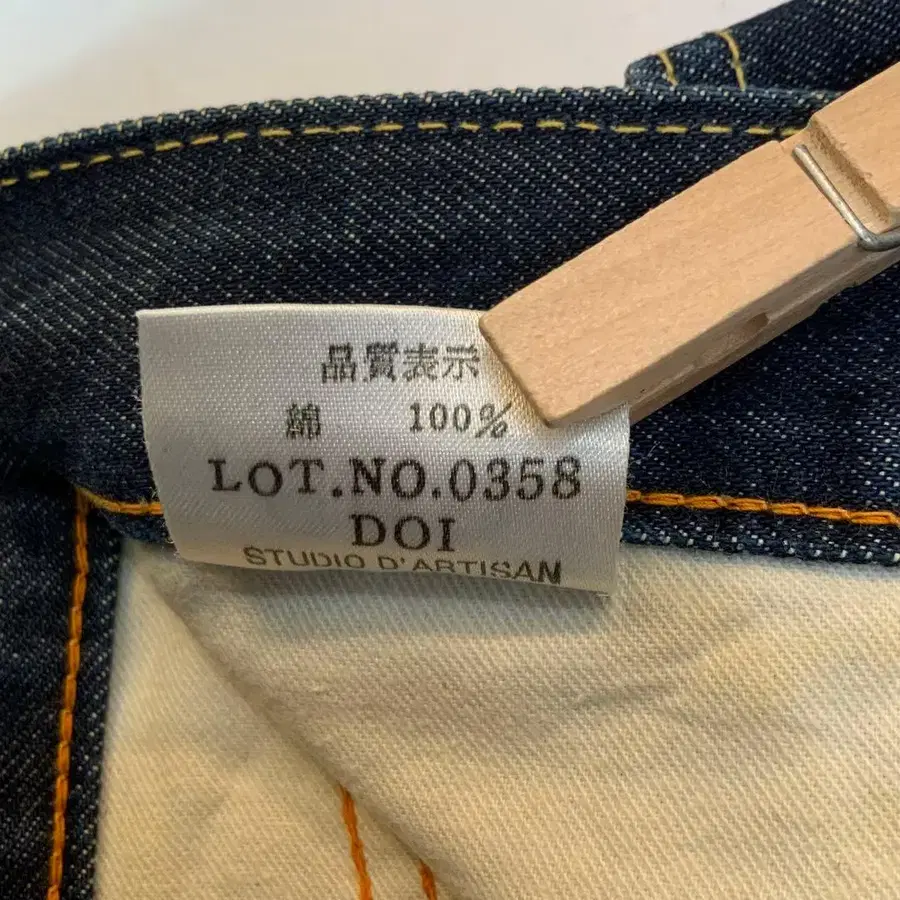 品質表示
綿 100%
LOT.NO.0358
DOI
STUDIO D'ARTISAN